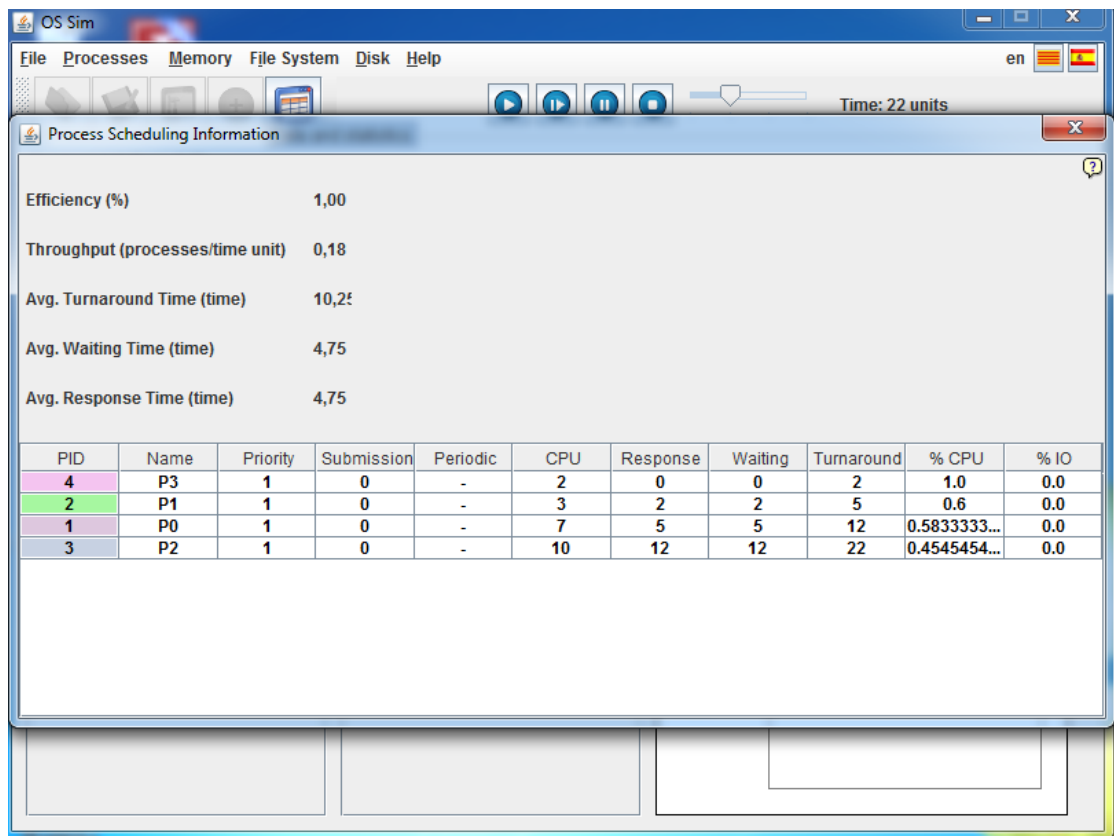 OS Sim
File Processes Memory File System Disk Help en
Time: 22 units
Process Scheduling Information
Efficiency (%) 1,00
Throughput (processes/time unit) 0,18
Avg. Turnaround Time (time) 10,25
Avg. Waiting Time (time) 4,75
Avg. Response Time (time) 4,75
PID Name Priority Submission Periodic CPU Response Waiting Turnaround % CPU % IO
4 P3 1 0 - 2 0 0 2 1.0 0.0
2 P1 1 0 - 3 2 2 5 0.6 0.0
1 P0 1 0 - 7 5 5 12 0.5833333... 0.0
3 P2 1 0 - 10 12 12 22 0.4545454... 0.0